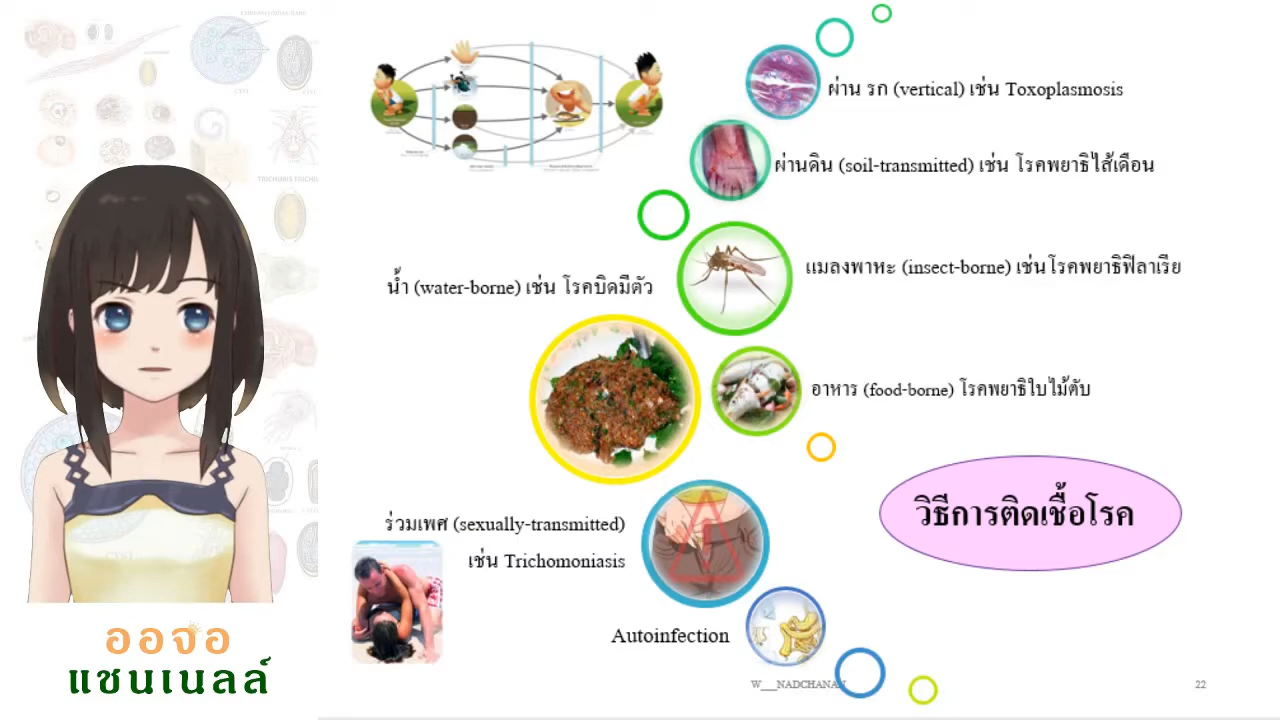 ผ่าน รก (vertical) เช่น Toxoplasmosis
ผ่านดิน (soil-transmitted) เช่น โรคพยาธิไส้เดือน
แมลงพาหะ (insect-borne) เช่นโรคพยาธิฟิลาเรีย
น้ำ (water-borne) เช่น โรคบิดมีตัว
อาหาร (food-borne) โรคพยาธิใบไม้ตับ
วิธีการติดเชื้อโรค
ร่วมเพศ (sexually-transmitted)
เช่น Trichomoniasis
Autoinfection
ออจอ
แชนเนลล์
W___NADCHANAN
22